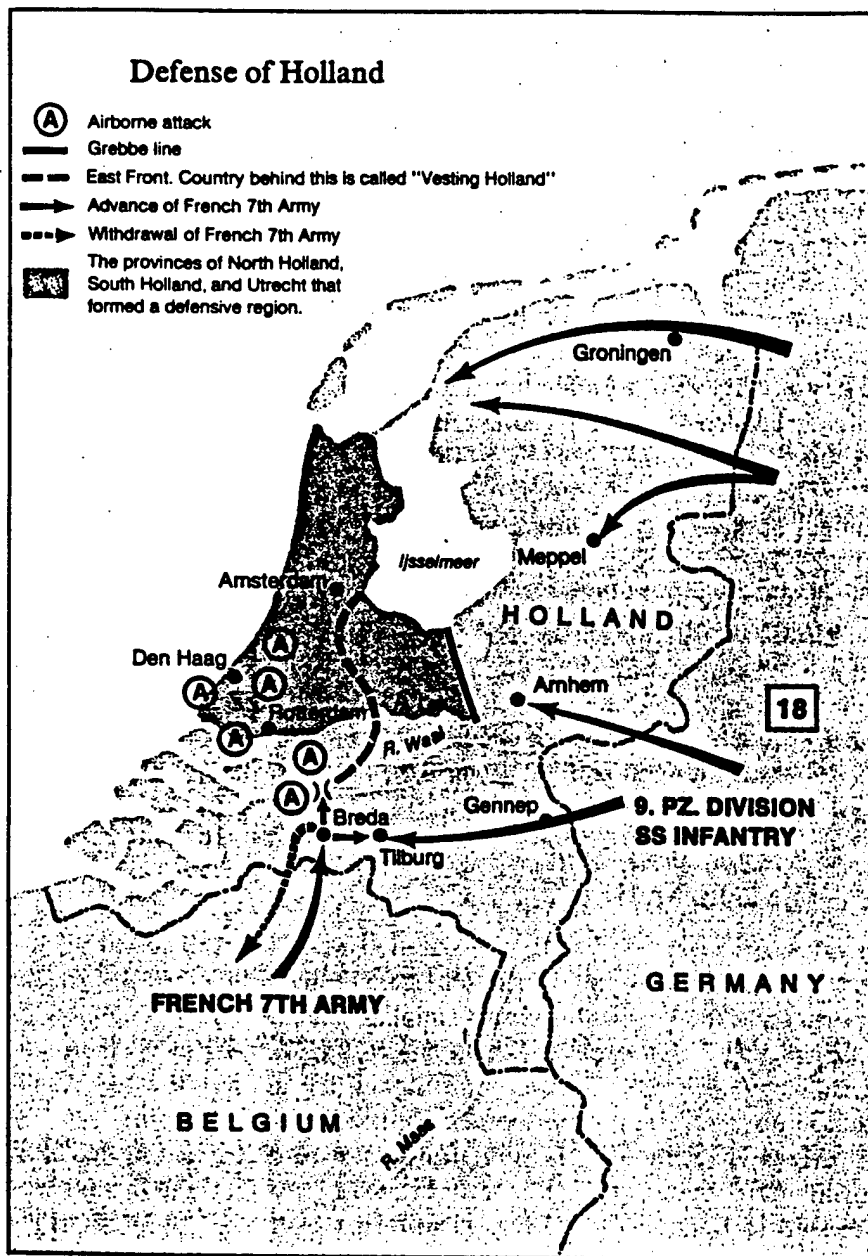 Defense of Holland
A Airborne attack
Grebbe line
East Front. Country behind this is called "Vesting Holland"
Advance of French 7th Army
Withdrawal of French 7th Army
The provinces of North Holland,
South Holland, and Utrecht that
formed a defensive region.
Groningen
Meppel
Ijsselmeer
Amsterdam
HOLLAND
A
Den Haag
A
A
Arnhem
18
Rotterdam
A
R. Waal
A
A
Breda
Gennep
9. PZ. DIVISION
SS INFANTRY
Tilburg
FRENCH 7TH ARMY
GERMANY
BELGIUM
R. Maas